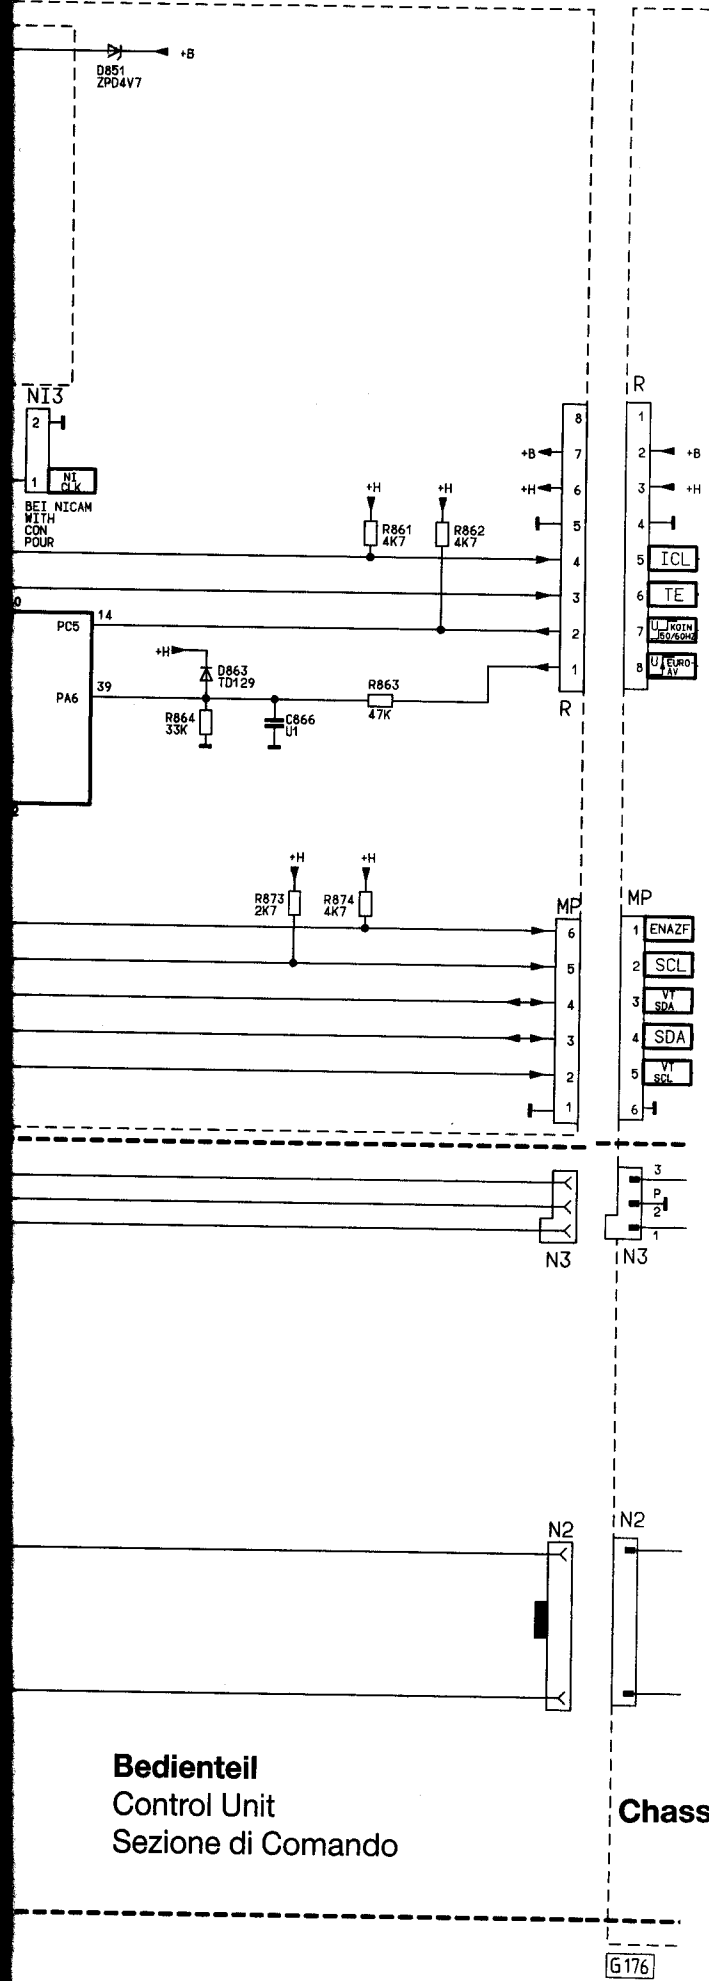 +B
D851
ZPD4V7
NI3
2
1
NI
CLK
BEI NICAM
WITH
CON
POUR
+H
R861
4K7
+H
R862
4K7
8
7
+B
6
+H
5
4
3
2
1
R
R
1
2
+B
3
+H
4
5
ICL
6
TE
7
U KOIN
50/60HZ
8
U EURO-
AV
PC5
14
PA6
39
+H
D863
TD129
R864
33K
C866
U1
R863
47K
+H
R873
2K7
+H
R874
4K7
MP
6
5
4
3
2
1
MP
1
ENAZF
2
SCL
3
VT
SDA
4
SDA
5
VT
SCL
6
N3
3
P
2
1
N3
N2
N2
Bedienteil
Control Unit
Sezione di Comando
Chass
G176